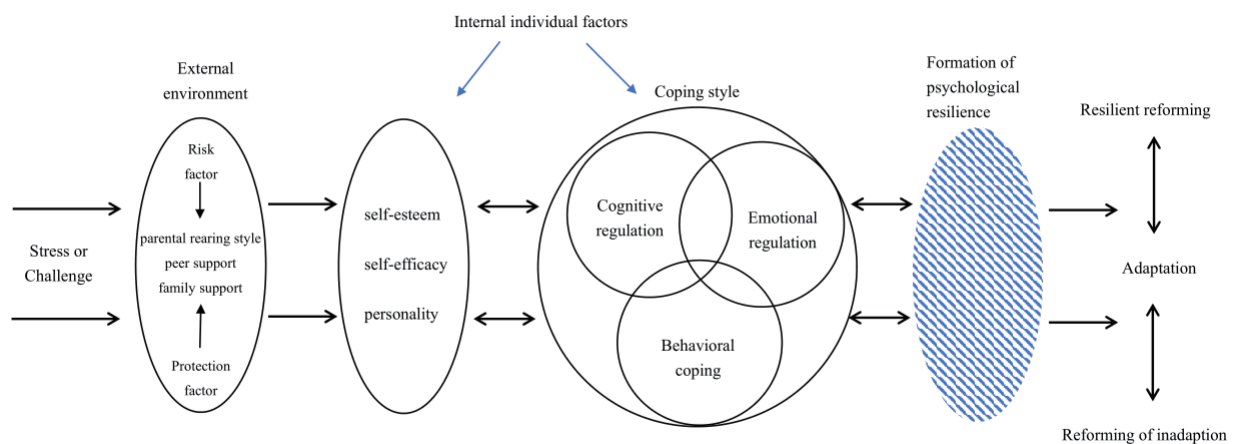 Internal individual factors
External
environment
Coping style
Formation of
psychological
resilience
Resilient reforming
Stress or
Challenge
Risk
factor
parental rearing style
peer support
family support
Protection
factor
self-esteem
self-efficacy
personality
Cognitive
regulation
Emotional
regulation
Behavioral
coping
Adaptation
Reforming of inadaption